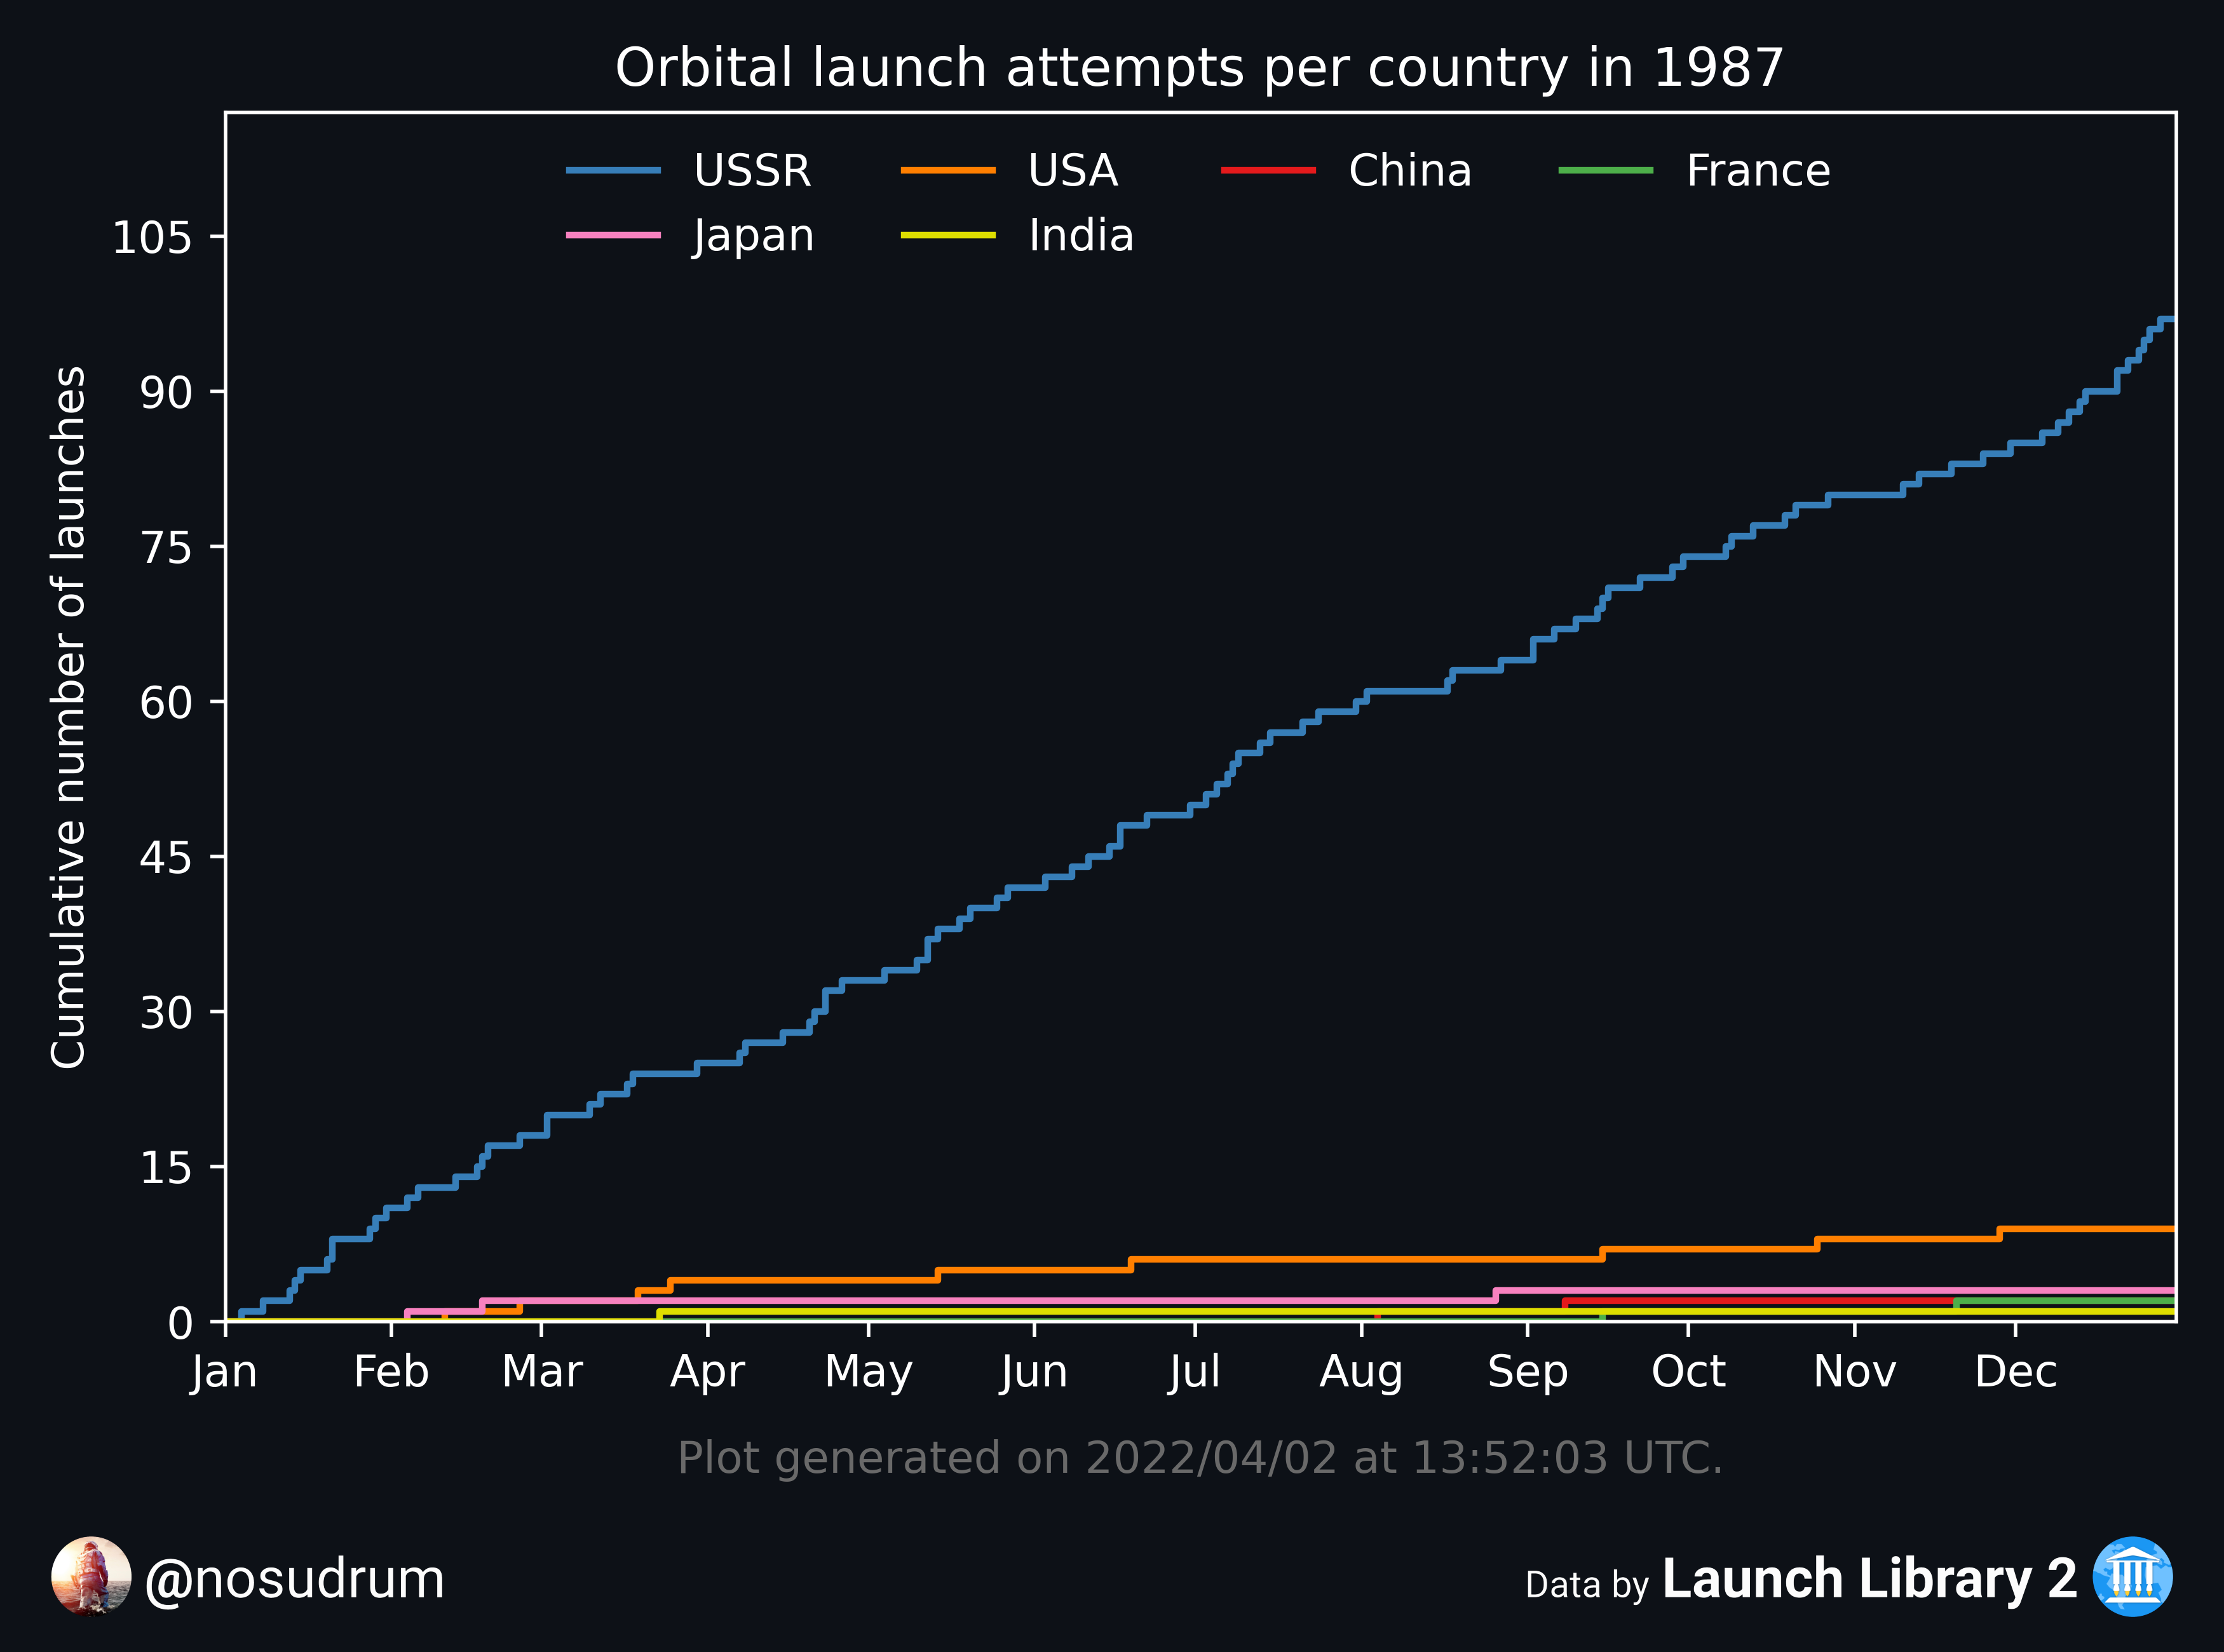 Orbital launch attempts per country in 1987
USSR USA China France
Japan India
Cumulative number of launches
105
90
75
60
45
30
15
0
Jan Feb Mar Apr May Jun Jul Aug Sep Oct Nov Dec
Plot generated on 2022/04/02 at 13:52:03 UTC.
@nosudrum
Data by Launch Library 2